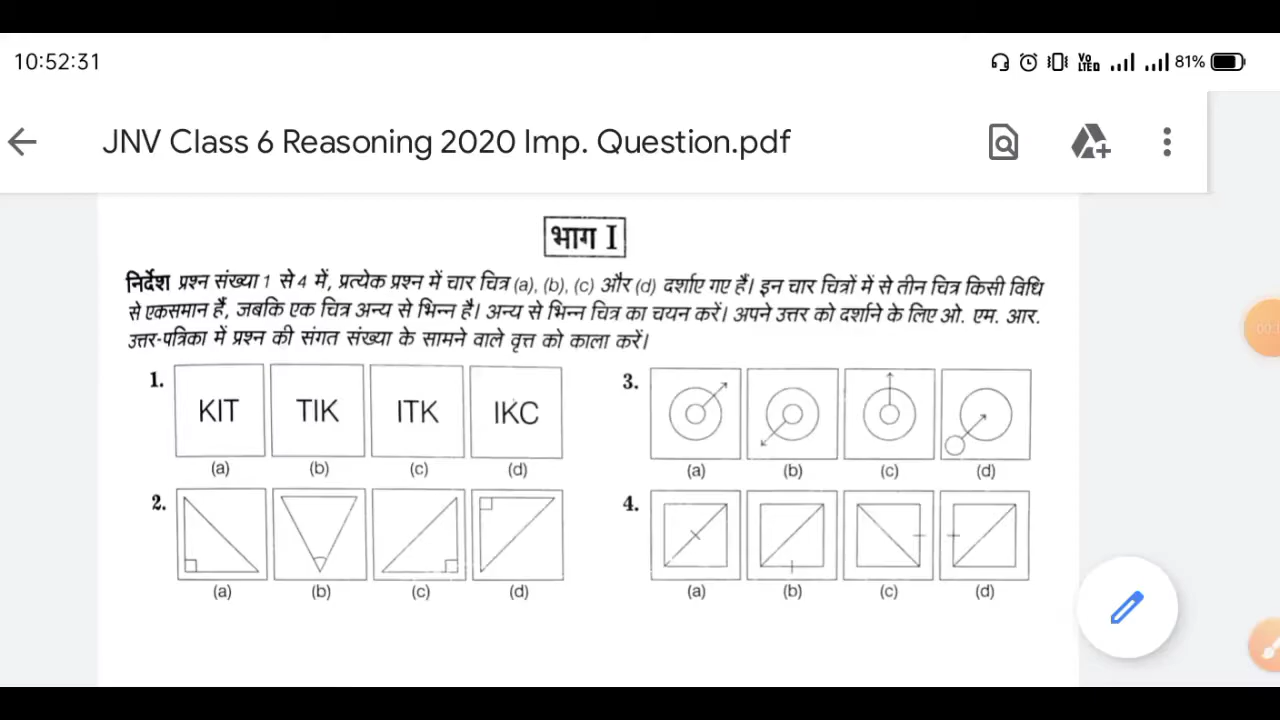 10:52:31
Vo LTED 81%
JNV Class 6 Reasoning 2020 Imp. Question.pdf
भाग I
निर्देश प्रश्न संख्या 1 से 4 में, प्रत्येक प्रश्न में चार चित्र (a), (b), (c) और (d) दर्शाए गए हैं। इन चार चित्रों में से तीन चित्र किसी विधि
से एकसमान हैं, जबकि एक चित्र अन्य से भिन्न है। अन्य से भिन्न चित्र का चयन करें। अपने उत्तर को दर्शाने के लिए ओ. एम. आर.
उत्तर-पत्रिका में प्रश्न की संगत संख्या के सामने वाले वृत्त को काला करें।
1. KIT TIK ITK IKC
(a) (b) (c) (d)
3.
(a) (b) (c) (d)
2.
(a) (b) (c) (d)
4.
(a) (b) (c) (d)